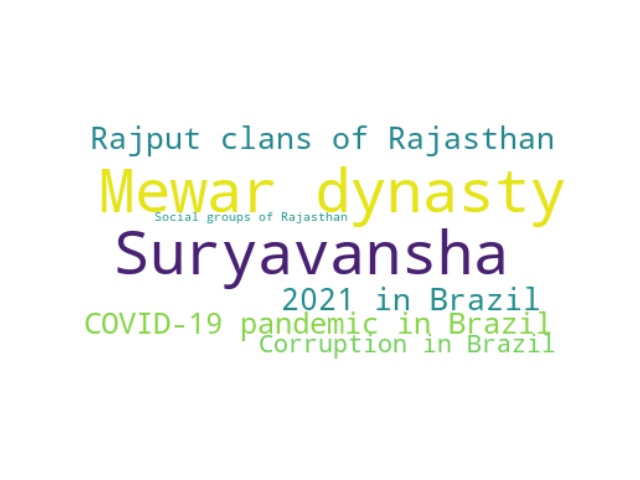 Rajput clans of Rajasthan
Mewar dynasty
Social groups of Rajasthan
Suryavansha
2021 in Brazil
COVID-19 pandemic in Brazil
Corruption in Brazil